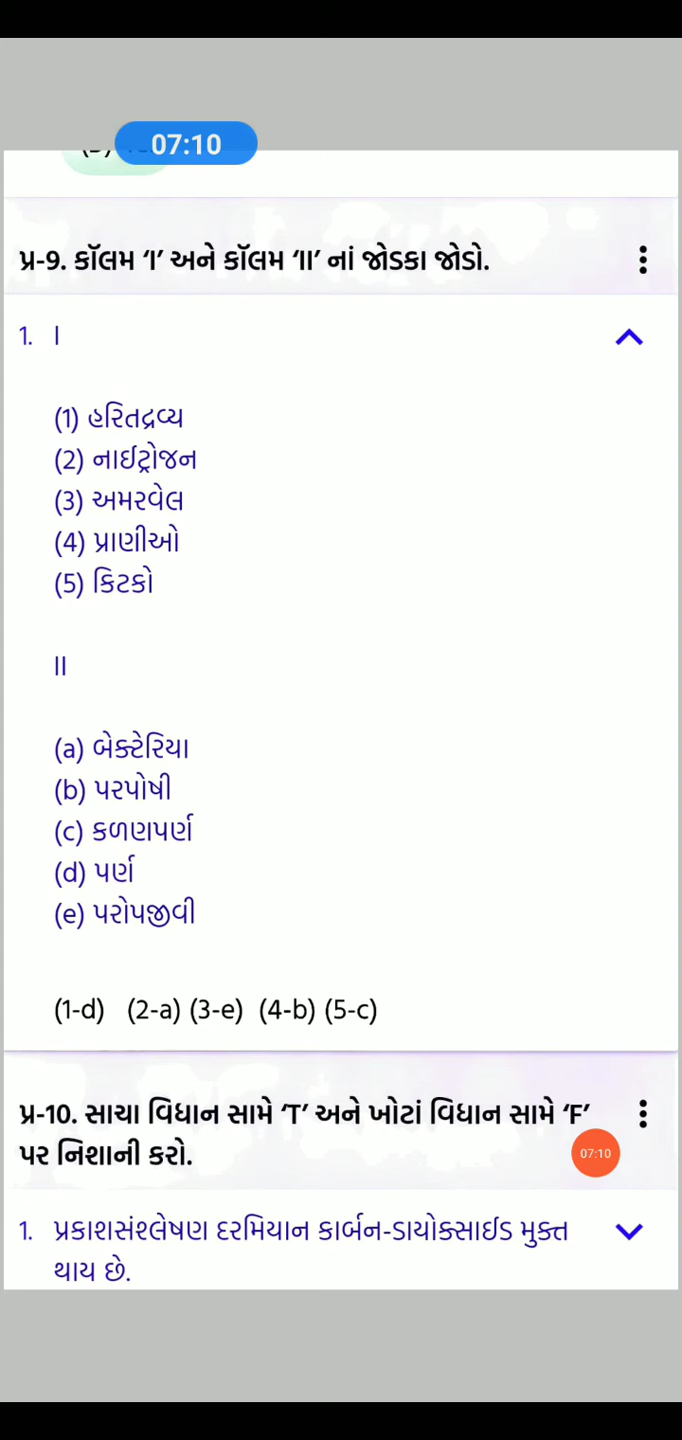 07:10
પ્ર-9. કૉલમ ‘I’ અને કૉલમ ‘II’ નાં જોડકા જોડો.
1. I
(1) હરિતદ્રવ્ય
(2) નાઈટ્રોજન
(3) અમરવેલ
(4) પ્રાણીઓ
(5) કિટકો
II
(a) બેક્ટેરિયા
(b) પરપોષી
(c) કળણપર્ણ
(d) પર્ણ
(e) પરોપજીવી
(1-d) (2-a) (3-e) (4-b) (5-c)
પ્ર-10. સાચા વિધાન સામે ‘T’ અને ખોટાં વિધાન સામે ‘F’
પર નિશાની કરો.
07:10
1. પ્રકાશસંશ્લેષણ દરમિયાન કાર્બન-ડાયોક્સાઈડ મુક્ત
થાય છે.